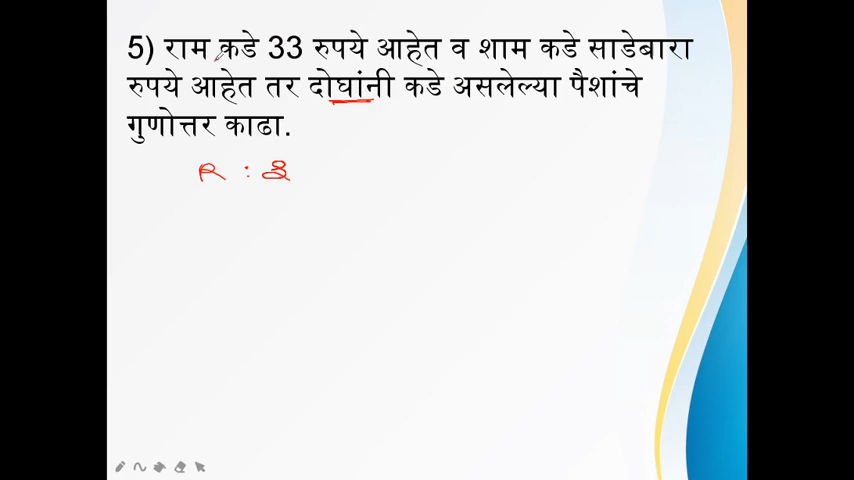 5) राम कडे 33 रुपये आहेत व शाम कडे साडेबारा
रुपये आहेत तर दोघांनी कडे असलेल्या पैशांचे
गुणोत्तर काढा.
R : S